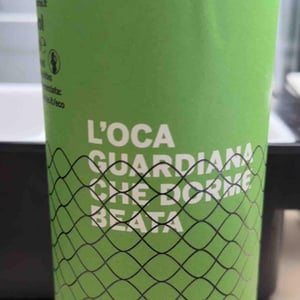 L'OCA
GUARDIANA
CHE DORME
BEATA